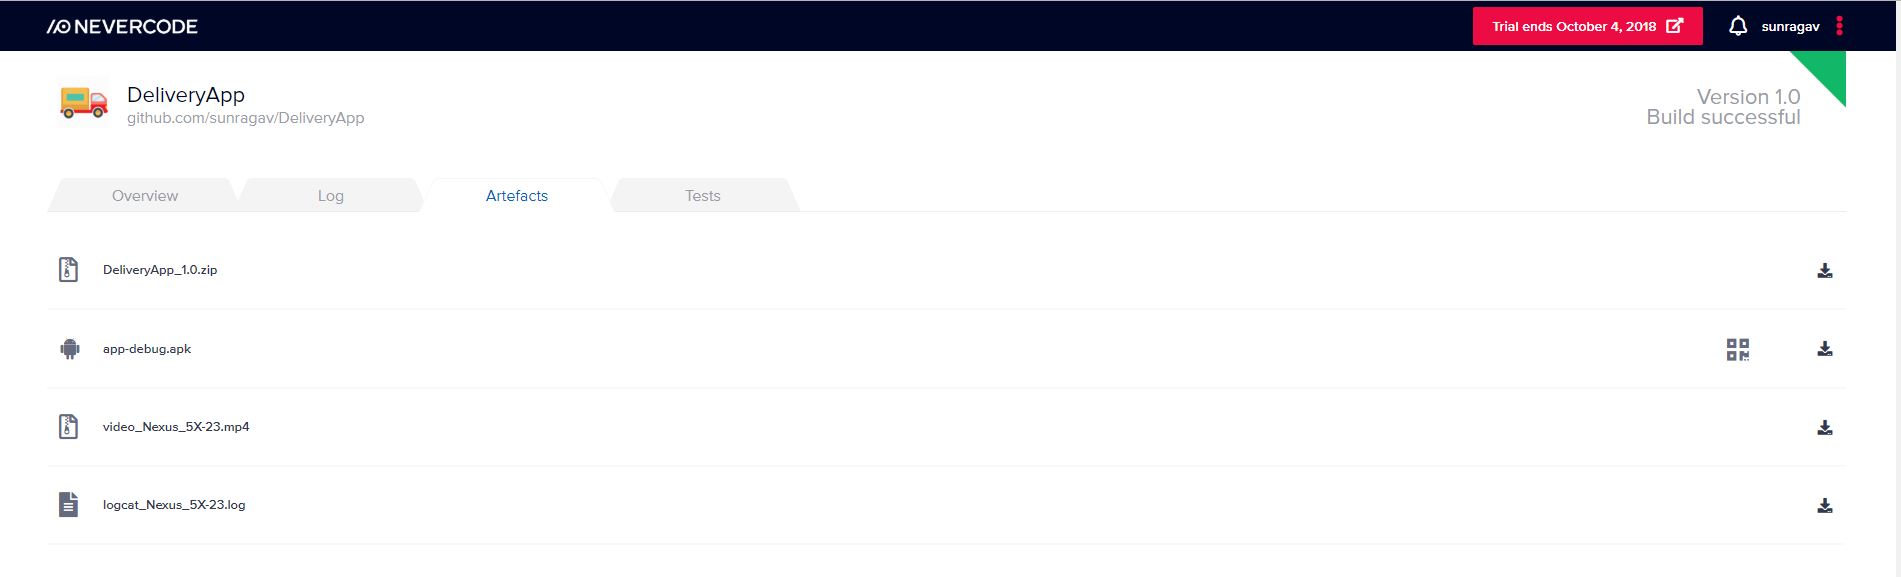 NEVERCODE
Trial ends October 4, 2018
sunragav
DeliveryApp
github.com/sunragav/DeliveryApp
Version 1.0
Build successful
Overview
Log
Artefacts
Tests
DeliveryApp_1.0.zip
app-debug.apk
video_Nexus_5X-23.mp4
logcat_Nexus_5X-23.log